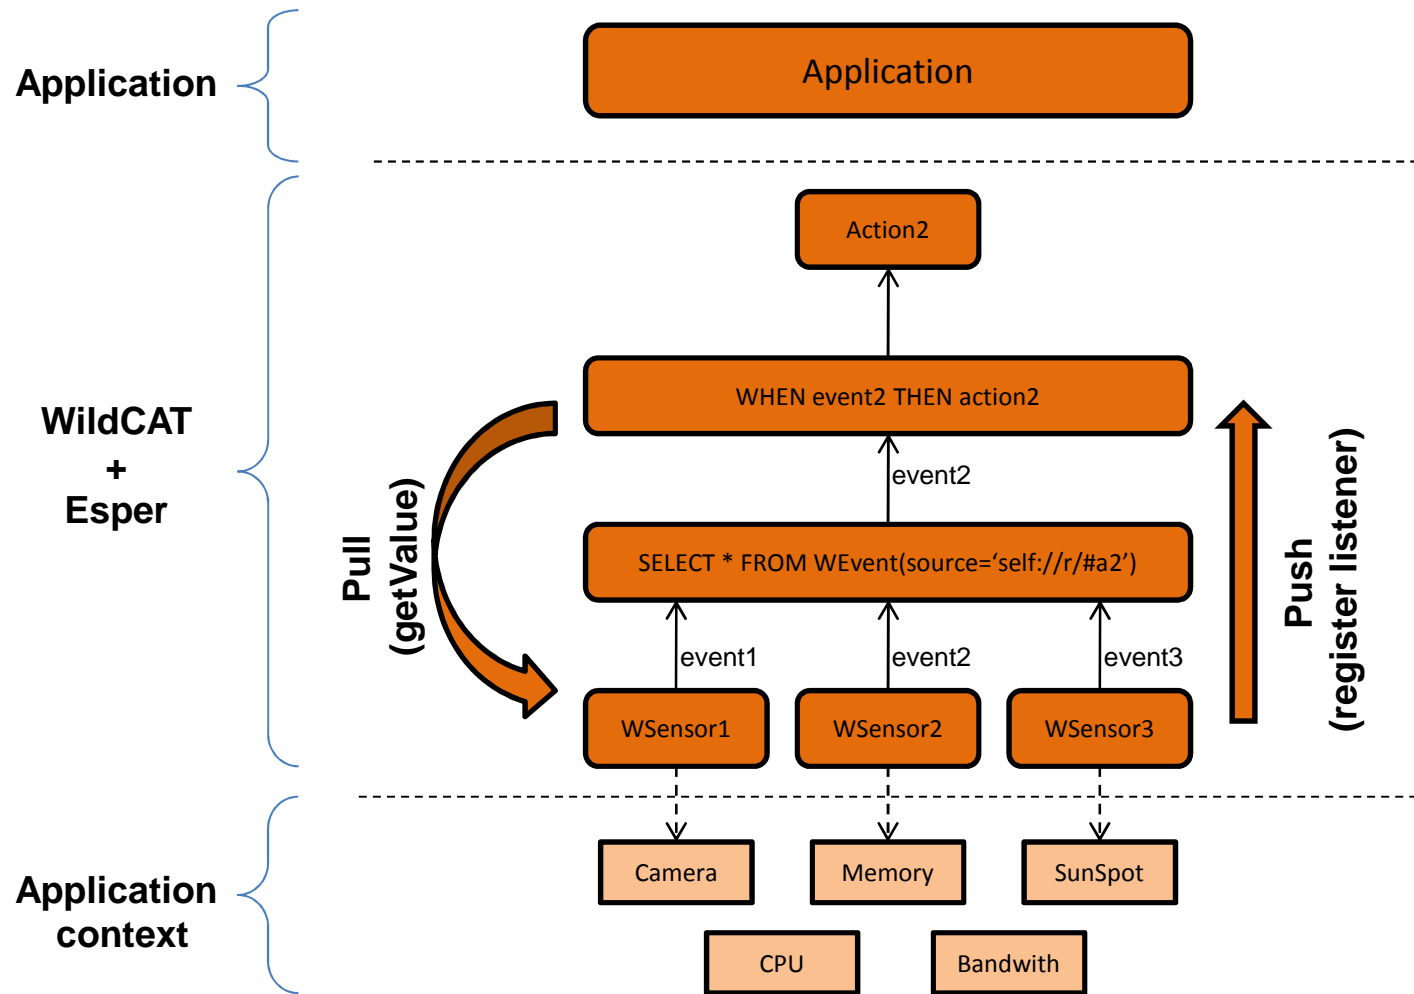 Application
Application
Action2
WildCAT
+
Esper
WHEN event2 THEN action2
event2
Pull
(getValue)
SELECT * FROM WEvent(source=‘self://r/#a2’)
Push
(register listener)
event1
event2
event3
WSensor1
WSensor2
WSensor3
Application
context
Camera
Memory
SunSpot
CPU
Bandwith